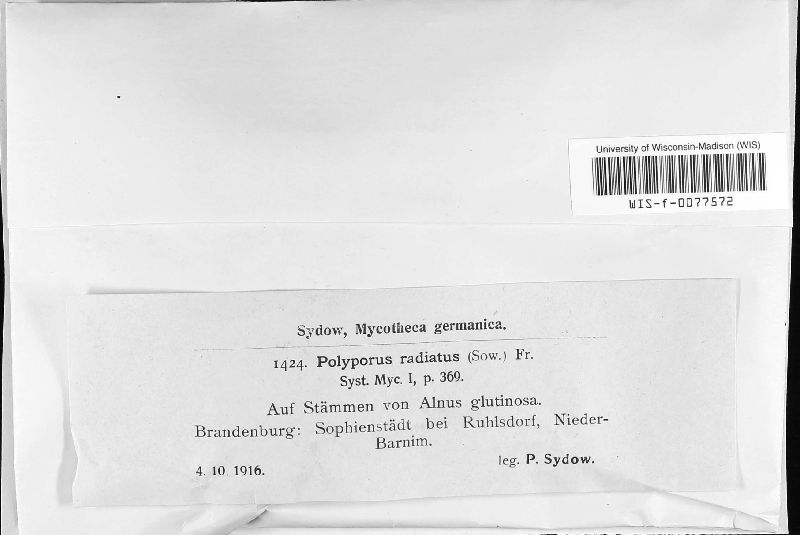 University of Wisconsin-Madison (WIS)
WIS-f-0077572
Sydow, Mycotheca germanica.
1424. Polyporus radiatus (Sow.) Fr.
Syst. Myc. I, p. 369.
Auf Stämmen von Alnus glutinosa.
Brandenburg: Sophienstädt bei Ruhlsdorf, Nieder-
Barnim.
4. 10. 1916.
leg. P. Sydow.